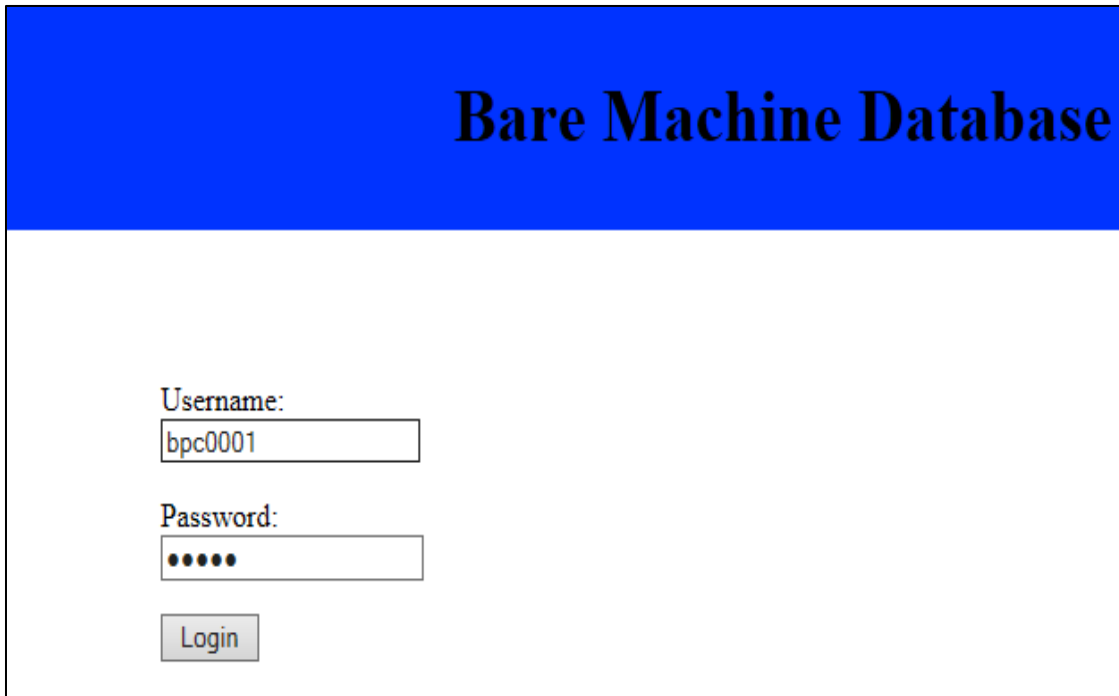 Bare Machine Database
Username:
bpc0001
Password:
•••••
Login